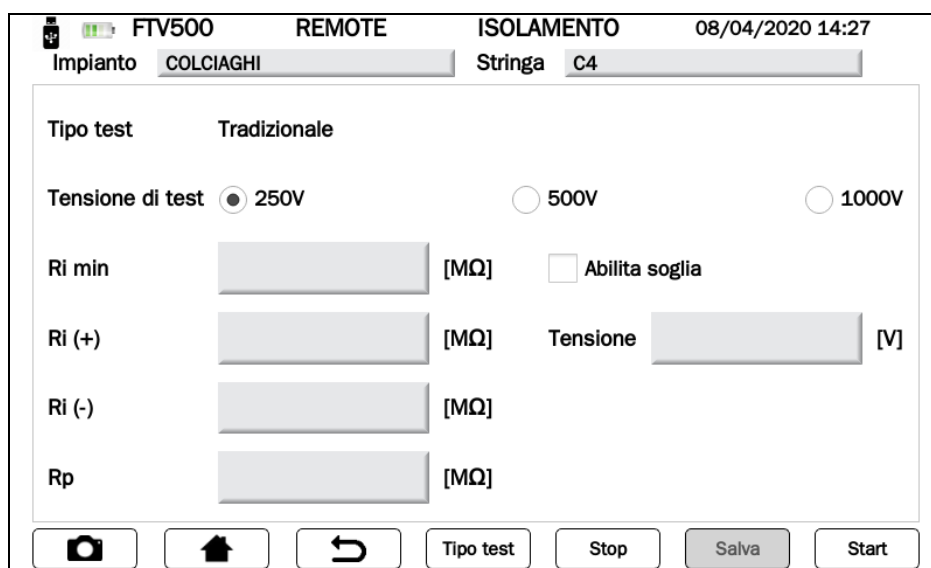 FTV500 REMOTE ISOLAMENTO 08/04/2020 14:27
Impianto COLCIAGHI Stringa C4
Tipo test Tradizionale
Tensione di test 250V 500V 1000V
Ri min [MΩ] Abilita soglia
Ri (+) [MΩ] Tensione [V]
Ri (-) [MΩ]
Rp [MΩ]
Tipo test Stop Salva Start